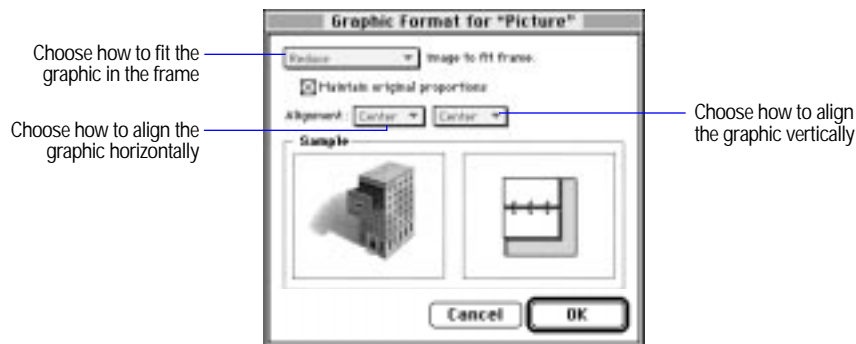 Graphic Format for "Picture"
Choose how to fit the
graphic in the frame
Reduce
image to fit frame.
Maintain original proportions
Choose how to align the
graphic horizontally
Alignment: Center Center
Choose how to align
the graphic vertically
Sample
Cancel OK